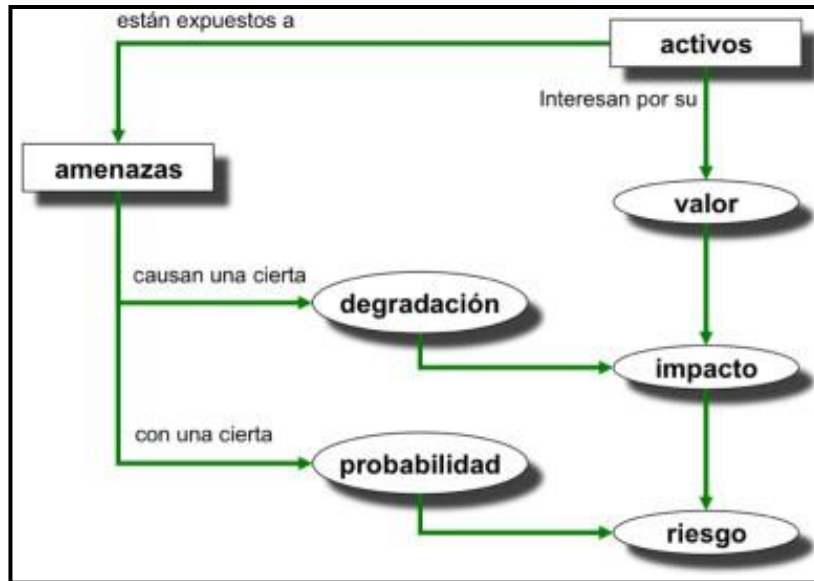 están expuestos a
activos
Interesan por su
amenazas
valor
causan una cierta
degradación
impacto
con una cierta
probabilidad
riesgo